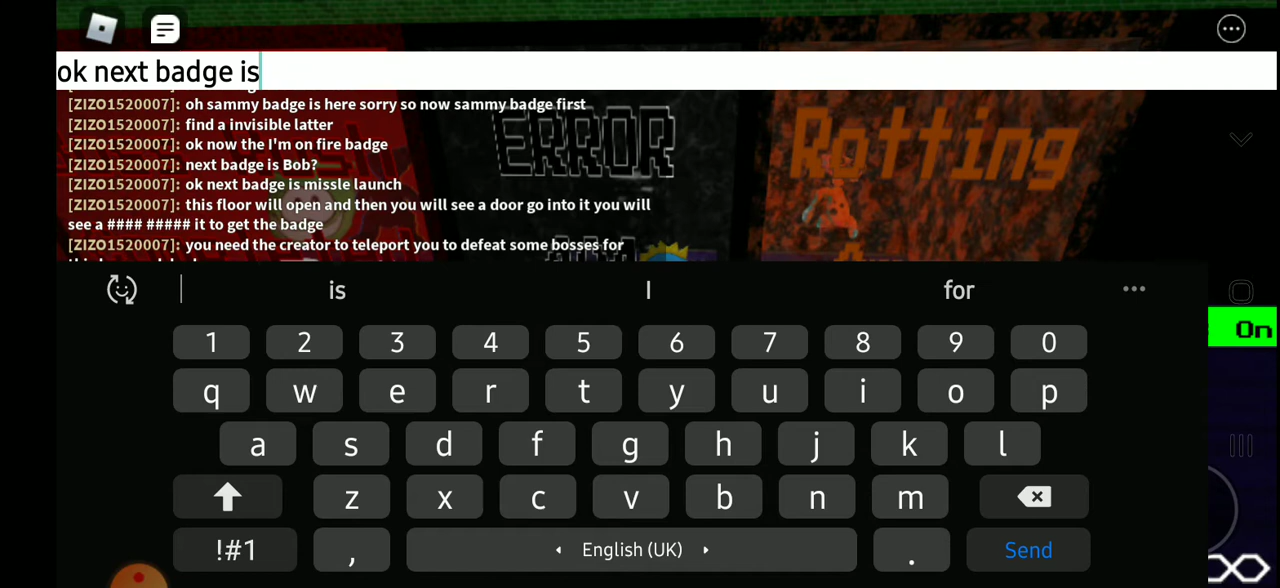 ok next badge is
[ZIZO1520007]: oh sammy badge is here sorry so now sammy badge first
[ZIZO1520007]: find a invisible latter
[ZIZO1520007]: ok now the I'm on fire badge
[ZIZO1520007]: next badge is Bob?
[ZIZO1520007]: ok next badge is missle launch
[ZIZO1520007]: this floor will open and then you will see a door go into it you will
see a #### ##### it to get the badge
[ZIZO1520007]: you need the creator to teleport you to defeat some bosses for
ERROR
Rotting
is I for
On
1 2 3 4 5 6 7 8 9 0
q w e r t y u i o p
a s d f g h j k l
z x c v b n m
!#1 , English (UK) . Send